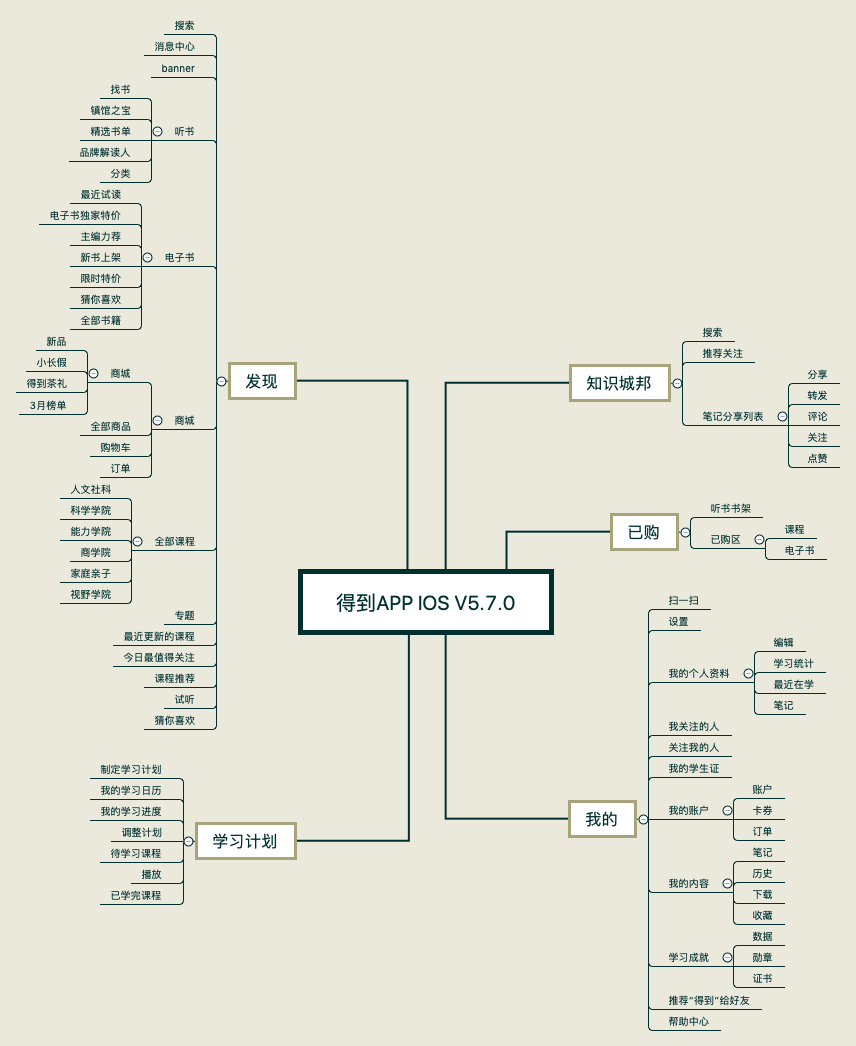 得到APP IOS V5.7.0
发现
搜索
消息中心
banner
听书
找书
镇馆之宝
精选书单
品牌解读人
分类
电子书
最近试读
电子书独家特价
主编力荐
新书上架
限时特价
猜你喜欢
全部书籍
商城
商城
新品
小长假
得到茶礼
3月榜单
全部商品
购物车
订单
全部课程
人文社科
科学学院
能力学院
商学院
家庭亲子
视野学院
专题
最近更新的课程
今日最值得关注
课程推荐
试听
猜你喜欢
学习计划
制定学习计划
我的学习日历
我的学习进度
调整计划
待学习课程
播放
已学完课程
知识城邦
搜索
推荐关注
笔记分享列表
分享
转发
评论
关注
点赞
已购
听书书架
已购区
课程
电子书
我的
扫一扫
设置
我的个人资料
编辑
学习统计
最近在学
笔记
我关注的人
关注我的人
我的学生证
我的账户
账户
卡券
订单
我的内容
笔记
历史
下载
收藏
学习成就
数据
勋章
证书
推荐“得到”给好友
帮助中心